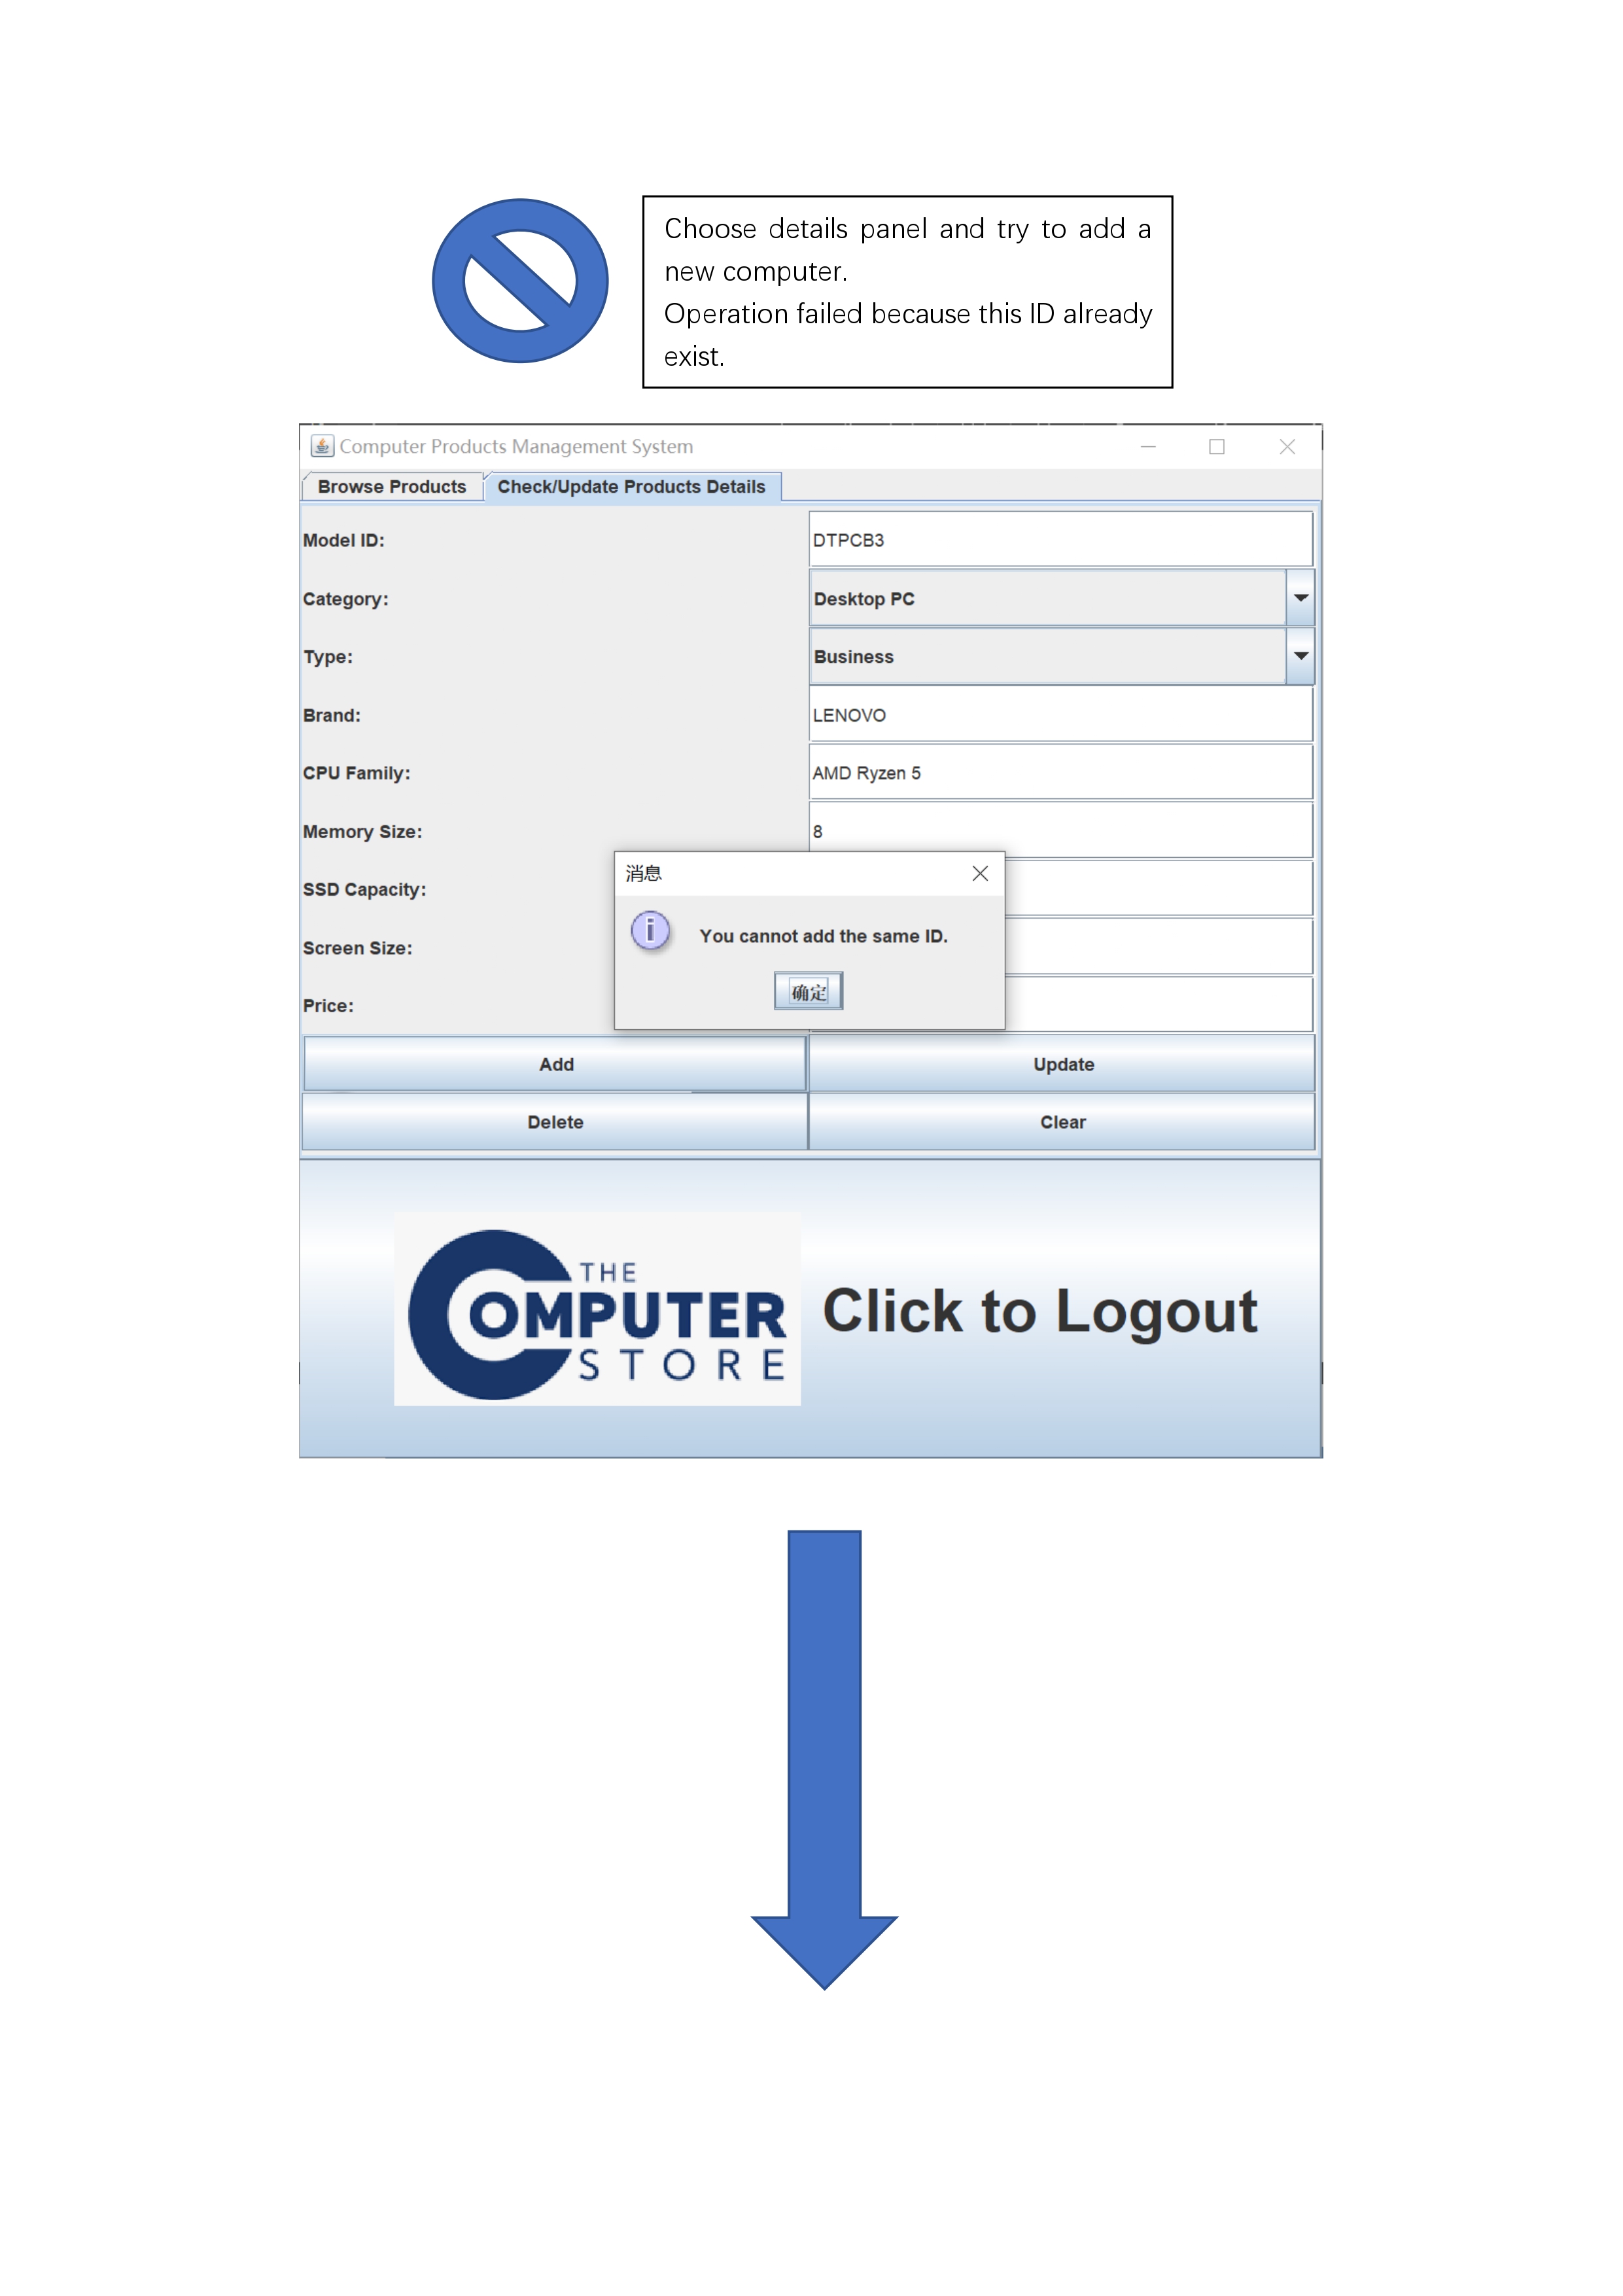 Choose details panel and try to add a
new computer.
Operation failed because this ID already
exist.
Computer Products Management System
Browse Products
Check/Update Products Details
Model ID:
DTPCB3
Category:
Desktop PC
Type:
Business
Brand:
LENOVO
CPU Family:
AMD Ryzen 5
Memory Size:
8
消息
SSD Capacity:
You cannot add the same ID.
Screen Size:
确定
Price:
Add
Update
Delete
Clear
THE
COMPUTER
STORE
Click to Logout